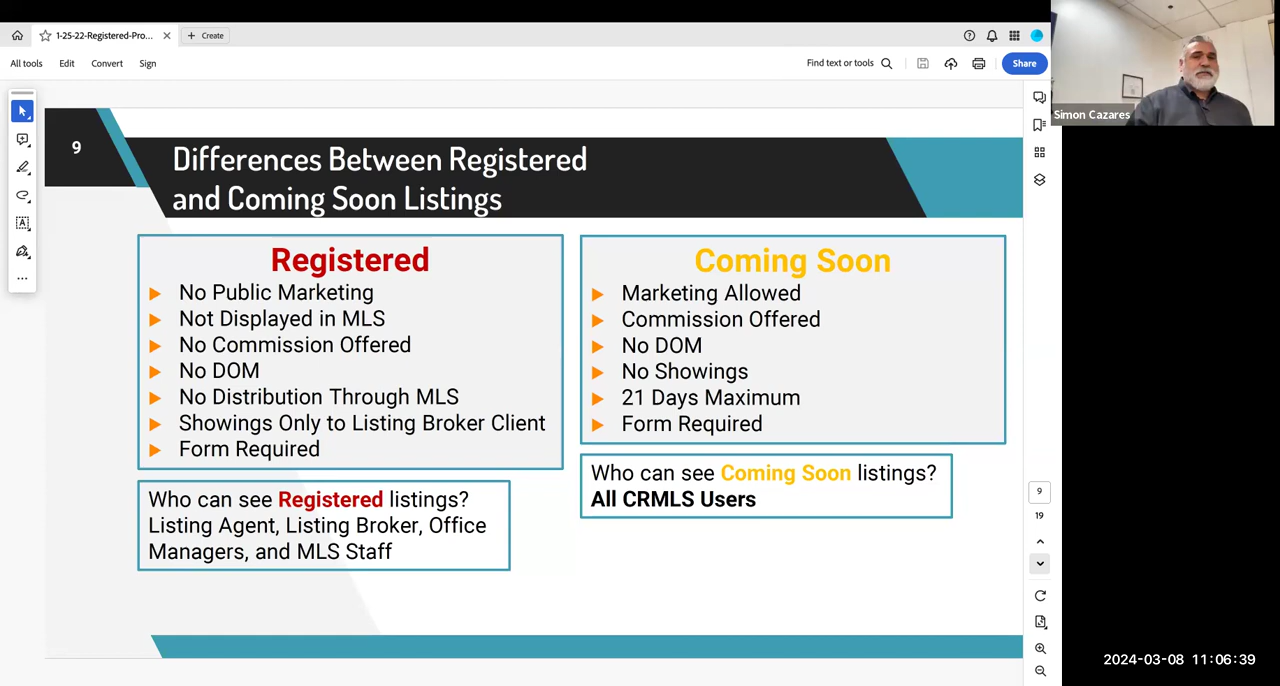 1-25-22-Registered-Pro...
Create
All tools
Edit
Convert
Sign
Find text or tools
Share
Simon Cazares
9
Differences Between Registered
and Coming Soon Listings
Registered
No Public Marketing
Not Displayed in MLS
No Commission Offered
No DOM
No Distribution Through MLS
Showings Only to Listing Broker Client
Form Required
Who can see Registered listings?
Listing Agent, Listing Broker, Office
Managers, and MLS Staff
Coming Soon
Marketing Allowed
Commission Offered
No DOM
No Showings
21 Days Maximum
Form Required
Who can see Coming Soon listings?
All CRMLS Users
9
19
2024-03-08 11:06:39